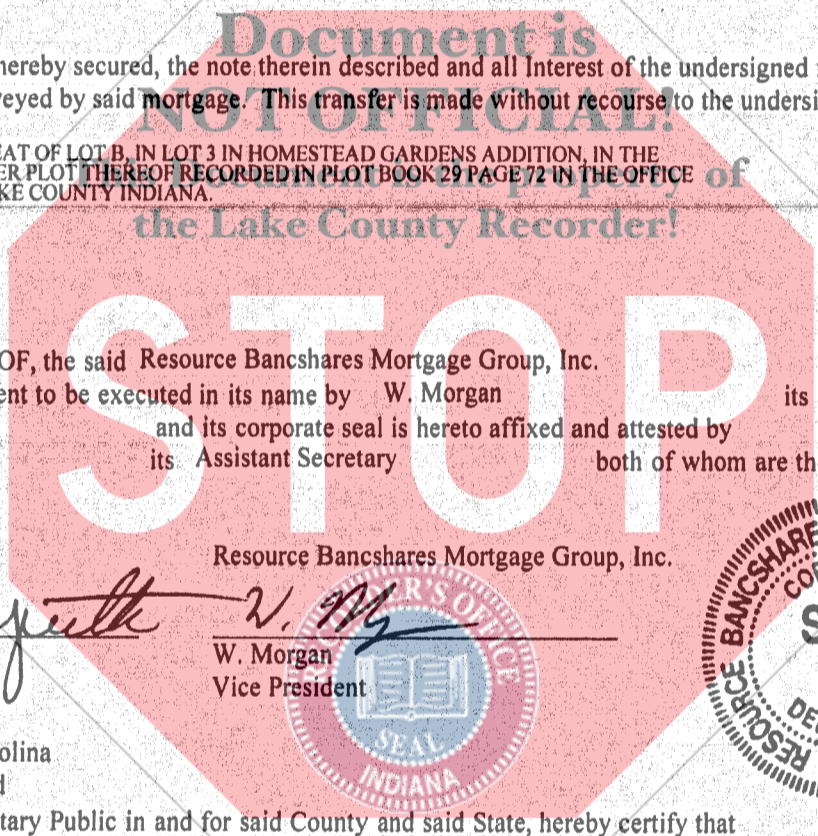 Document is
hereby secured, the note therein described and all Interest of the undersigned
eyed by said mortgage. This transfer is made without recourse to the undersi
NOT OFFICIAL!
EAT OF LOT B, IN LOT 3 IN HOMESTEAD GARDENS ADDITION, IN THE
ER PLOT THEREOF RECORDED IN PLOT BOOK 29 PAGE 72 IN THE OFFICE
This Document is the property of
KE COUNTY INDIANA.
the Lake County Recorder!
STOP
OF, the said Resource Bancshares Mortgage Group, Inc.
ent to be executed in its name by W. Morgan its
and its corporate seal is hereto affixed and attested by
its Assistant Secretary both of whom are th
Resource Bancshares Mortgage Group, Inc.
W. Morgan
Vice President
RECORDER'S OFFICE
SEAL
INDIANA
RESOURCE BANCSHARE
CO
S
DE
olina
d
tary Public in and for said County and said State, hereby certify that